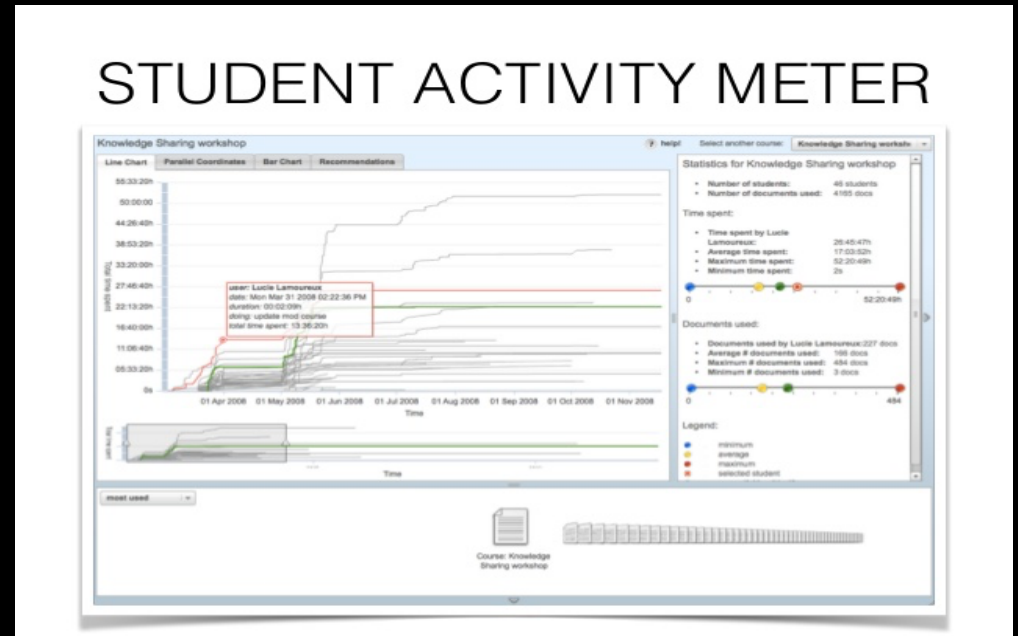 STUDENT ACTIVITY METER
Knowledge Sharing workshop
? help!
Select another course:
Knowledge Sharing worksh
Line Chart
Parallel Coordinates
Bar Chart
Recommendations
55:33:20h
50:00:00
44:26:40h
38:53:20h
33:20:00h
27:46:40h
22:13:20h
16:40:00h
11:06:40h
05:33:20h
0s
Total time spent
user: Lucie Lamoureux
date: Mon Mar 31 2008 02:22:36 PM
duration: 00:02:09h
doing: update mod course
total time spent: 13:36:20h
01 Apr 2008 01 May 2008 01 Jun 2008 01 Jul 2008 01 Aug 2008 01 Sep 2008 01 Oct 2008 01 Nov 2008
Time
Time
Statistics for Knowledge Sharing workshop
• Number of students: 46 students
• Number of documents used: 4165 docs
Time spent:
• Time spent by Lucie
Lamoureux: 26:45:47h
• Average time spent: 17:03:52h
• Maximum time spent: 52:20:49h
• Minimum time spent: 2s
0 52:20:49h
Documents used:
• Documents used by Lucie Lamoureux:227 docs
• Average # documents used: 166 docs
• Maximum # documents used: 484 docs
• Minimum # documents used: 3 docs
0 484
Legend:
minimum
average
maximum
selected student
most used
Course: Knowledge
Sharing workshop